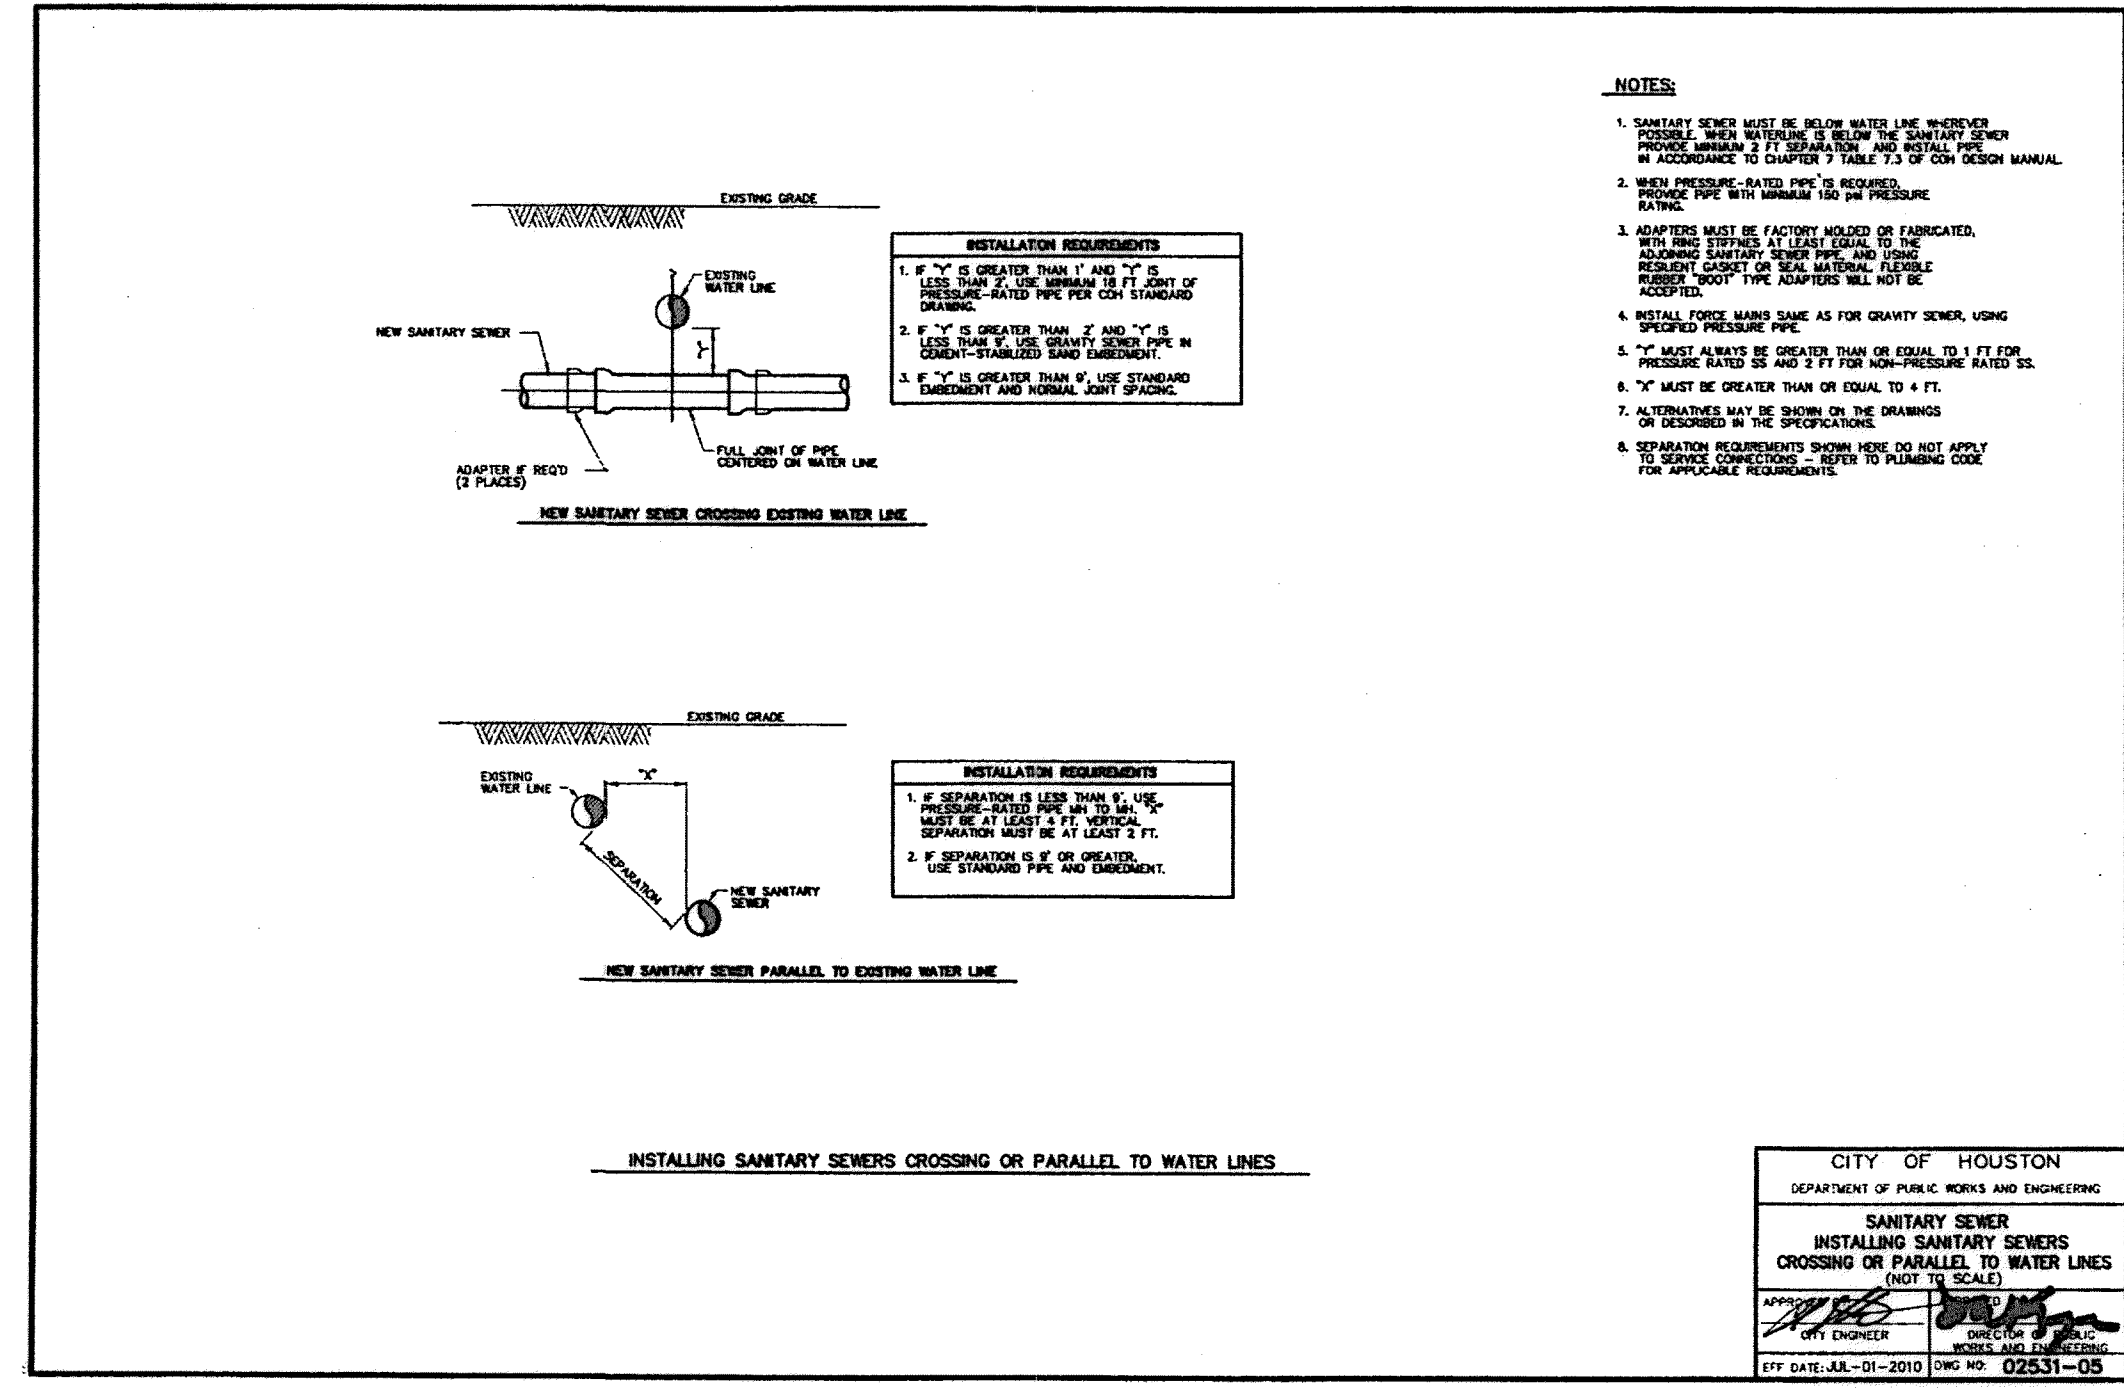 NOTES:
1. SANITARY SEWER MUST BE BELOW WATER LINE WHEREVER
POSSIBLE. WHEN WATERLINE IS BELOW THE SANITARY SEWER
PROVIDE MINIMUM 2 FT SEPARATION AND INSTALL PIPE
IN ACCORDANCE TO CHAPTER 7 TABLE 7.3 OF COH DESIGN MANUAL.
2. WHEN PRESSURE-RATED PIPE IS REQUIRED,
PROVIDE PIPE WITH MINIMUM 150 psi PRESSURE
RATING.
3. ADAPTERS MUST BE FACTORY MOLDED OR FABRICATED,
WITH RING STIFFNES AT LEAST EQUAL TO THE
ADJOINING SANITARY SEWER PIPE, AND USING
RESILIENT GASKET OR SEAL MATERIAL. FLEXIBLE
RUBBER "BOOT" TYPE ADAPTERS WILL NOT BE
ACCEPTED.
4. INSTALL FORCE MAINS SAME AS FOR GRAVITY SEWER, USING
SPECIFIED PRESSURE PIPE.
5. "Y" MUST ALWAYS BE GREATER THAN OR EQUAL TO 1 FT FOR
PRESSURE RATED SS AND 2 FT FOR NON-PRESSURE RATED SS.
6. "X" MUST BE GREATER THAN OR EQUAL TO 4 FT.
7. ALTERNATIVES MAY BE SHOWN ON THE DRAWINGS
OR DESCRIBED IN THE SPECIFICATIONS.
8. SEPARATION REQUIREMENTS SHOWN HERE DO NOT APPLY
TO SERVICE CONNECTIONS - REFER TO PLUMBING CODE
FOR APPLICABLE REQUIREMENTS.
EXISTING GRADE
EXISTING
WATER LINE
NEW SANITARY SEWER
"Y"
FULL JOINT OF PIPE
CENTERED ON WATER LINE
ADAPTER IF REQ'D
(2 PLACES)
NEW SANITARY SEWER CROSSING EXISTING WATER LINE
INSTALLATION REQUIREMENTS
1. IF "Y" IS GREATER THAN 1' AND "Y" IS
LESS THAN 2', USE MINIMUM 18 FT JOINT OF
PRESSURE-RATED PIPE PER COH STANDARD
DRAWING.
2. IF "Y" IS GREATER THAN 2' AND "Y" IS
LESS THAN 9', USE GRAVITY SEWER PIPE IN
CEMENT-STABILIZED SAND EMBEDMENT.
3. IF "Y" IS GREATER THAN 9', USE STANDARD
EMBEDMENT AND NORMAL JOINT SPACING.
EXISTING GRADE
EXISTING
WATER LINE
"X"
SEPARATION
NEW SANITARY
SEWER
NEW SANITARY SEWER PARALLEL TO EXISTING WATER LINE
INSTALLATION REQUIREMENTS
1. IF SEPARATION IS LESS THAN 9', USE
PRESSURE-RATED PIPE MH TO MH. "X"
MUST BE AT LEAST 4 FT. VERTICAL
SEPARATION MUST BE AT LEAST 2 FT.
2. IF SEPARATION IS 9' OR GREATER,
USE STANDARD PIPE AND EMBEDMENT.
INSTALLING SANITARY SEWERS CROSSING OR PARALLEL TO WATER LINES
CITY OF HOUSTON
DEPARTMENT OF PUBLIC WORKS AND ENGINEERING
SANITARY SEWER
INSTALLING SANITARY SEWERS
CROSSING OR PARALLEL TO WATER LINES
(NOT TO SCALE)
CITY ENGINEER
DIRECTOR OF PUBLIC
WORKS AND ENGINEERING
EFF DATE: JUL-01-2010
DWG NO: 02531-05